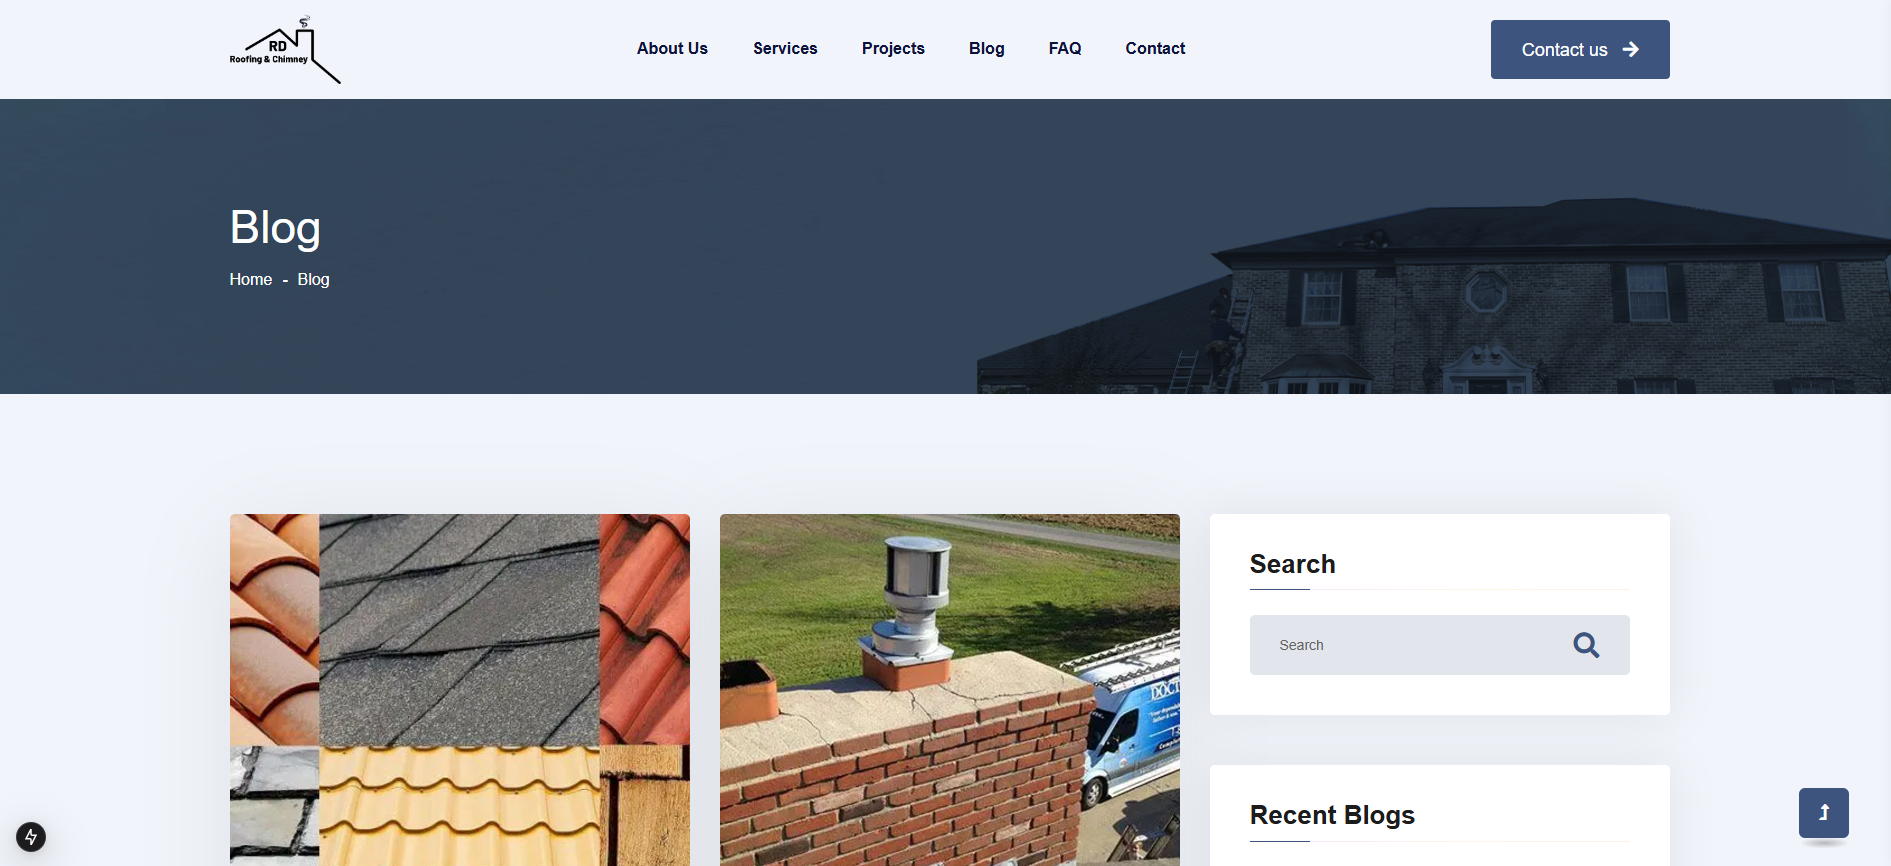 RD
Roofing & Chimney
About Us
Services
Projects
Blog
FAQ
Contact
Contact us
Blog
Home - Blog
DOCT
Search
Search
Recent Blogs